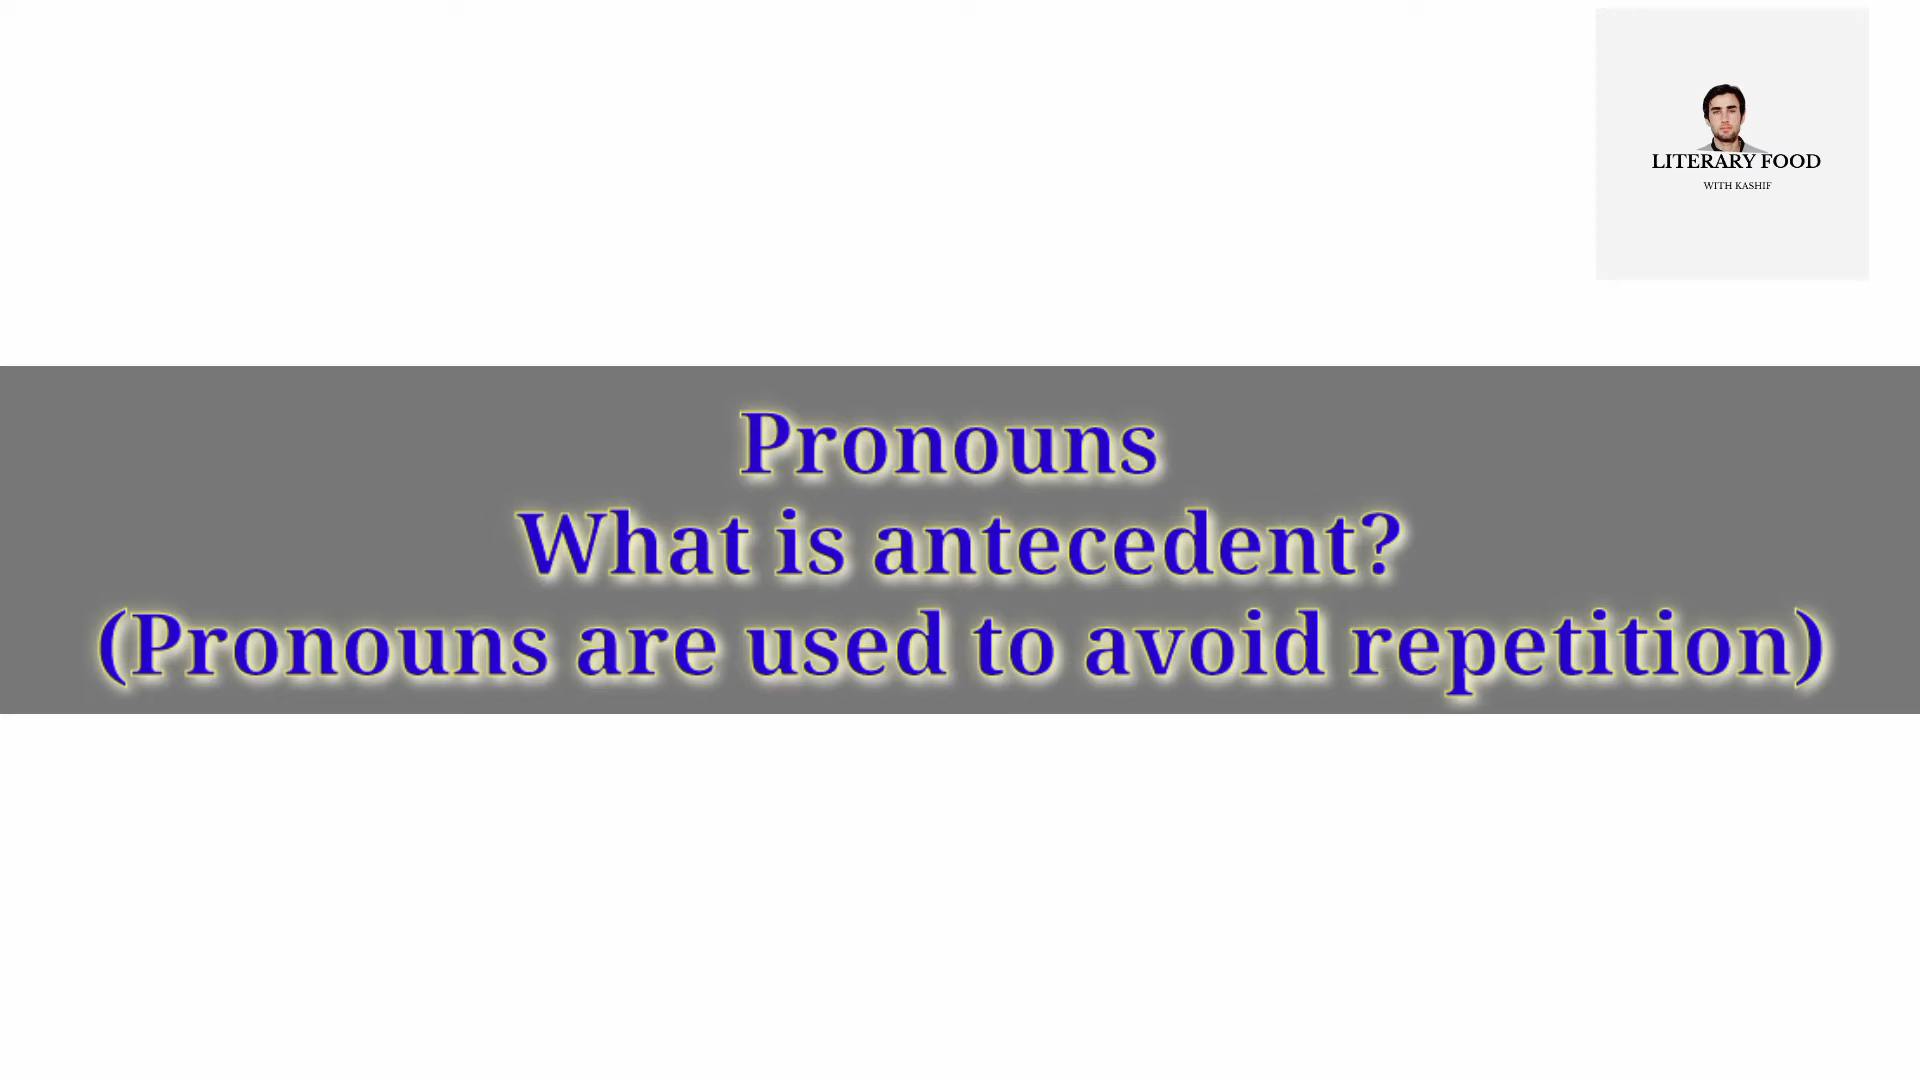 LITERARY FOOD
WITH KASHIF
Pronouns
What is antecedent?
(Pronouns are used to avoid repetition)